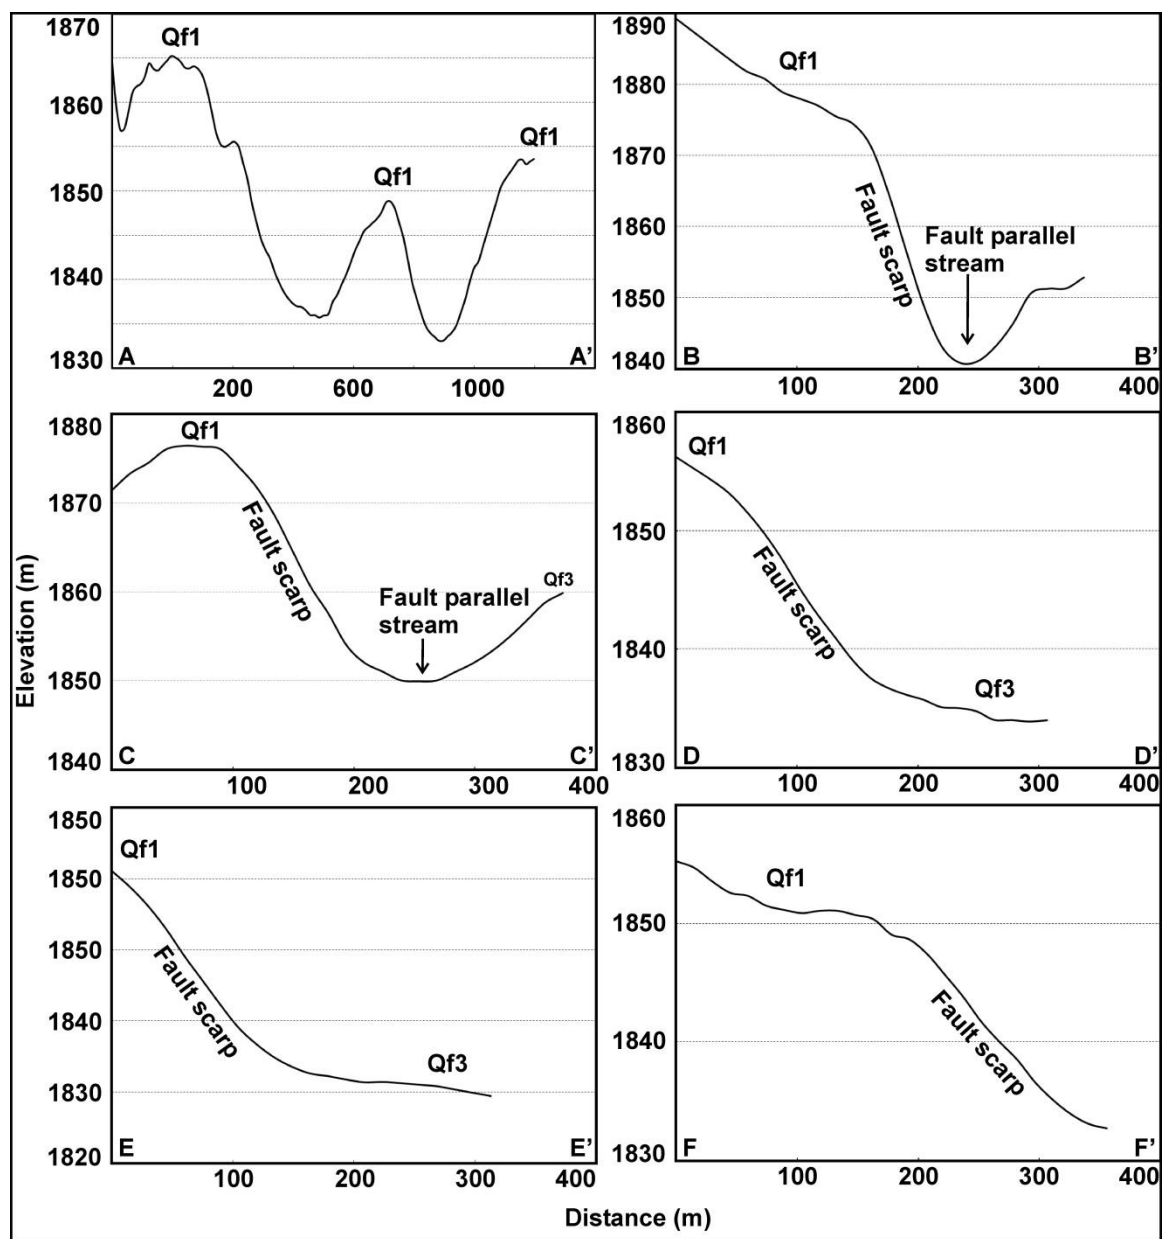 1870
1860
1850
1840
1830
Qf1
Qf1
Qf1
A
A’
200
600
1000
1890
1880
1870
1860
1850
1840
Qf1
Fault scarp
Fault parallel
stream
B
B’
100
200
300
400
1880
1870
1860
1850
1840
Qf1
Fault scarp
Fault parallel
stream
Qf3
C
C’
100
200
300
400
1860
1850
1840
1830
Qf1
Fault scarp
Qf3
D
D’
100
200
300
400
1850
1850
1850
1840
1830
1820
Qf1
Fault scarp
Qf3
E
E’
100
200
300
400
1860
1850
1840
1830
Qf1
Fault scarp
F
F’
100
200
300
400
Elevation (m)
Distance (m)